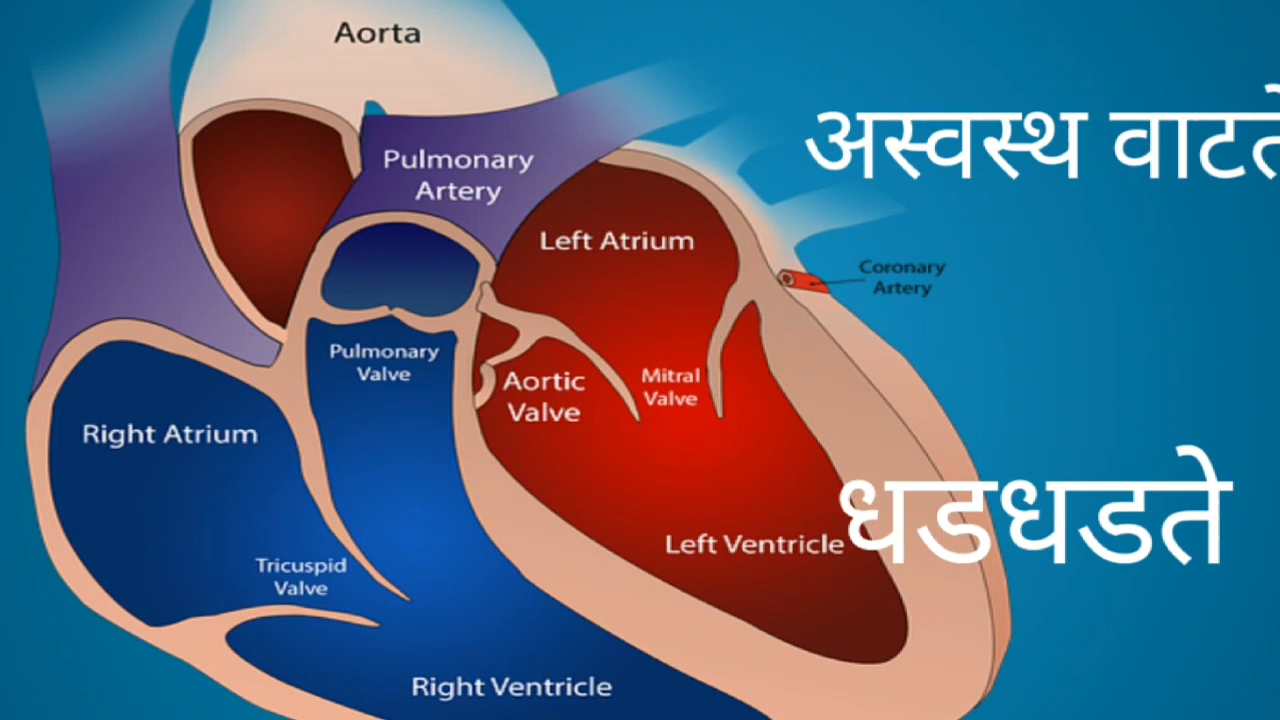 Aorta
अस्वस्थ वाटते
Pulmonary
Artery
Left Atrium
Coronary
Artery
Pulmonary
Valve
Aortic
Valve
Mitral
Valve
Right Atrium
धडधडते
Left Ventricle
Tricuspid
Valve
Right Ventricle